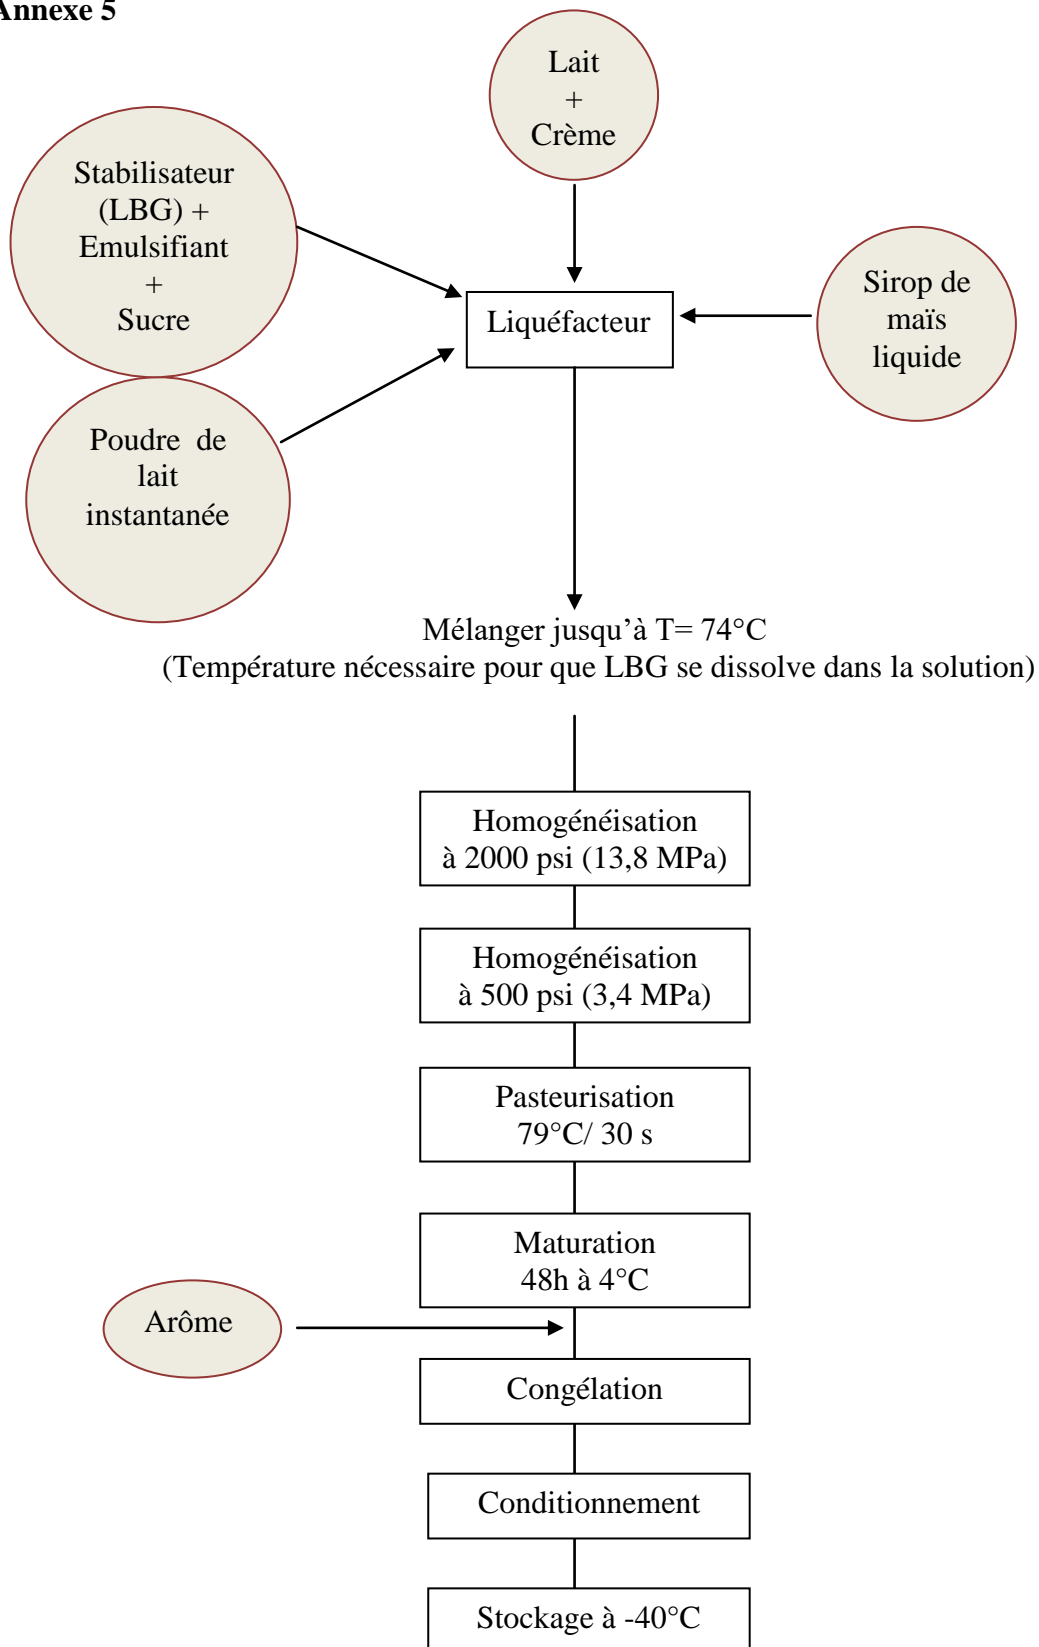 Annexe 5
Lait
+
Crème
Stabilisateur
(LBG) +
Emulsifiant
+
Sucre
Sirop de
maïs
liquide
Liquéfacteur
Poudre de
lait
instantanée
Mélanger jusqu'à T= 74°C
(Température nécessaire pour que LBG se dissolve dans la solution)
Homogénéisation
à 2000 psi (13,8 MPa)
Homogénéisation
à 500 psi (3,4 MPa)
Pasteurisation
79°C/ 30 s
Maturation
48h à 4°C
Arôme
Congélation
Conditionnement
Stockage à -40°C